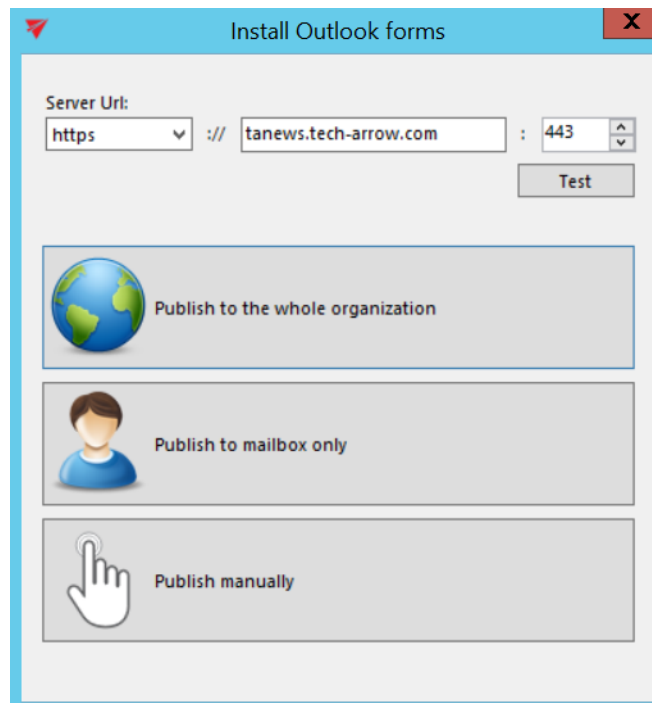 Install Outlook forms
X
Server Url:
https :// tanews.tech-arrow.com : 443
Test
Publish to the whole organization
Publish to mailbox only
Publish manually